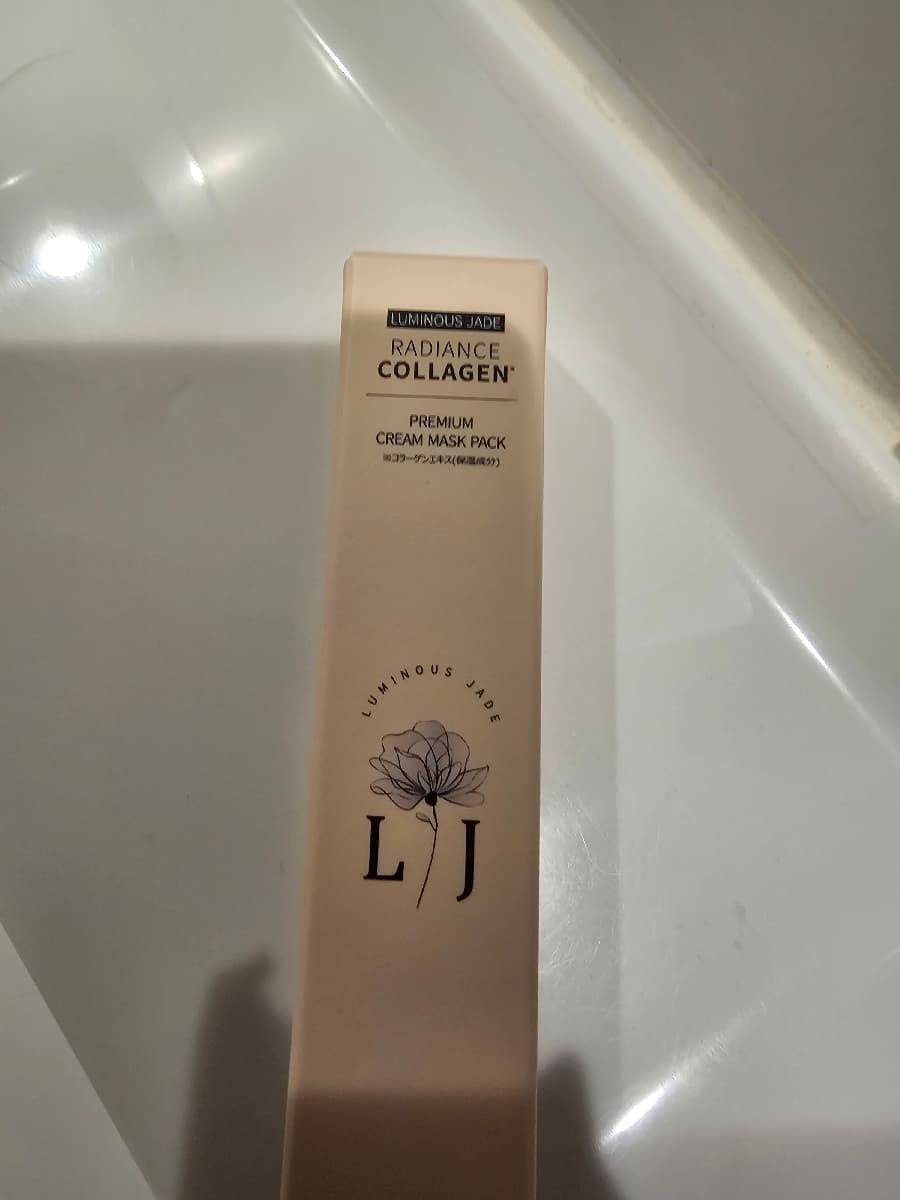 LUMINOUS JADE
RADIANCE
COLLAGEN*
PREMIUM
CREAM MASK PACK
※コラーゲンエキス(保湿成分)
LUMINOUS JADE
L J